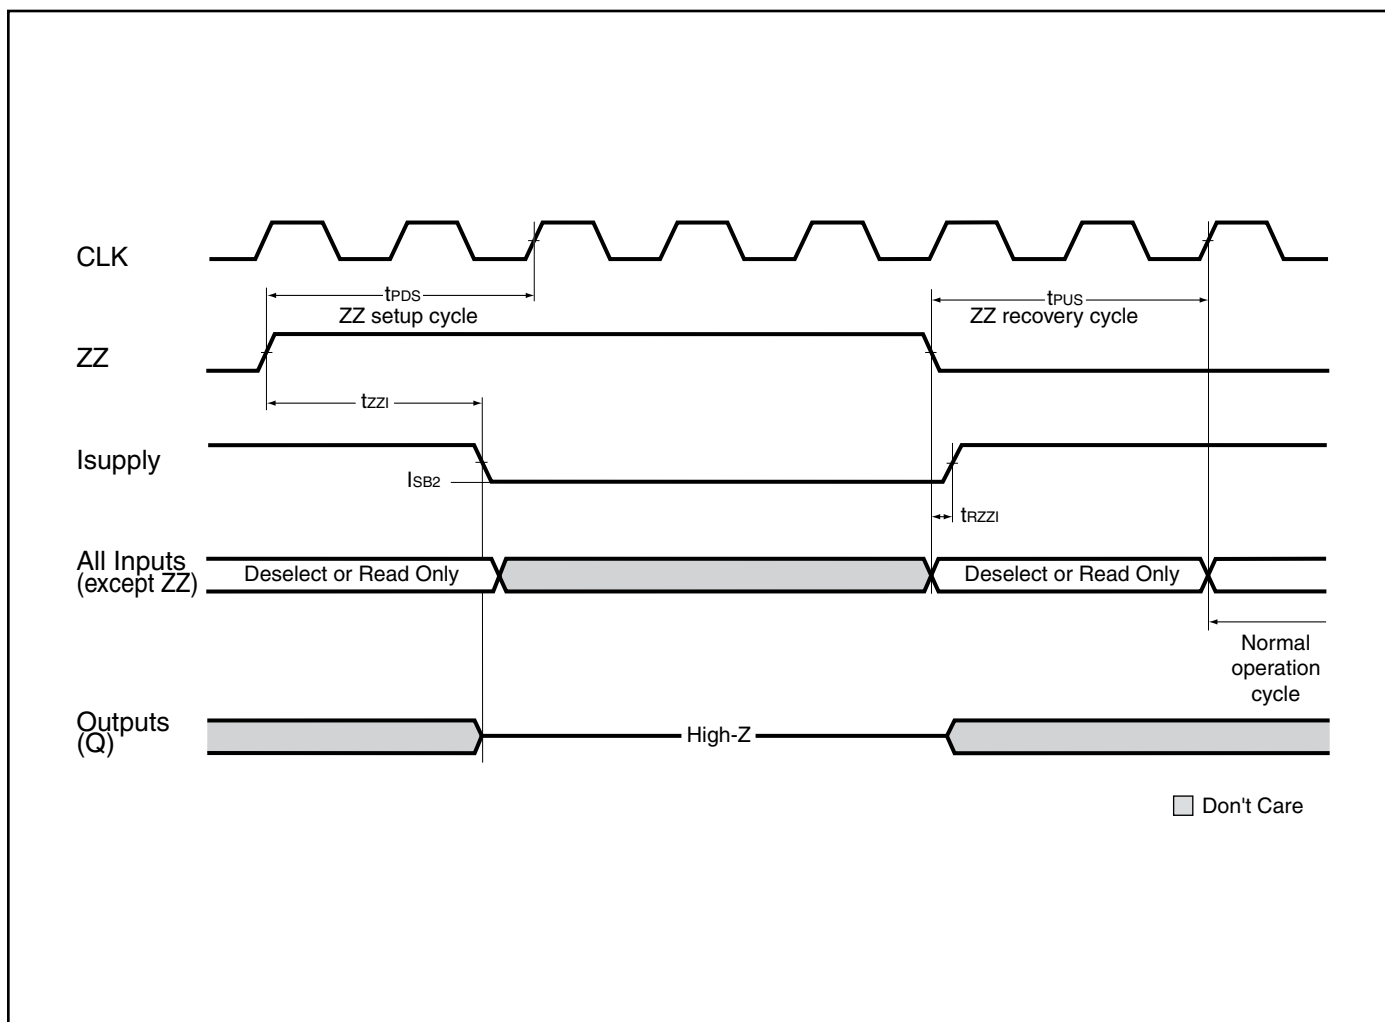 CLK
tPDS
ZZ setup cycle
tPUS
ZZ recovery cycle
ZZ
tZZI
Isupply
ISB2
tRZZI
All Inputs
(except ZZ)
Deselect or Read Only
Deselect or Read Only
Normal
operation
cycle
Outputs
(Q)
High-Z
Don't Care